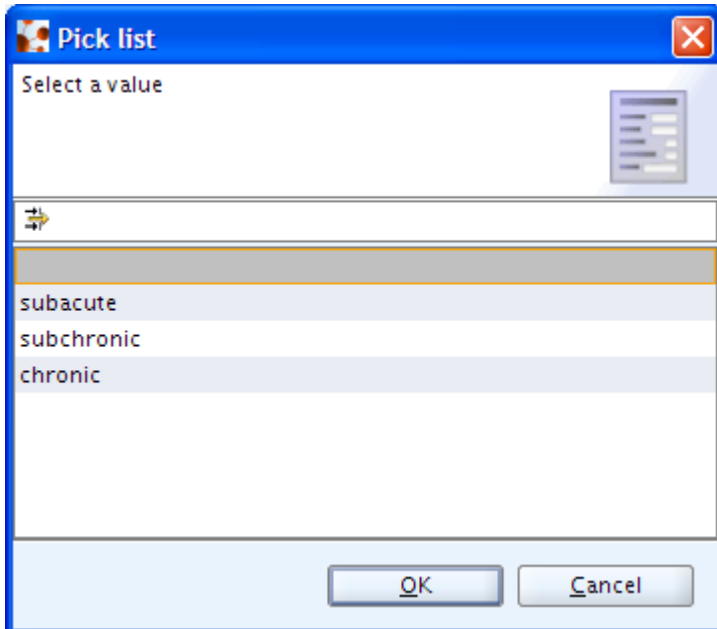 Pick list
Select a value
subacute
subchronic
chronic
OK Cancel